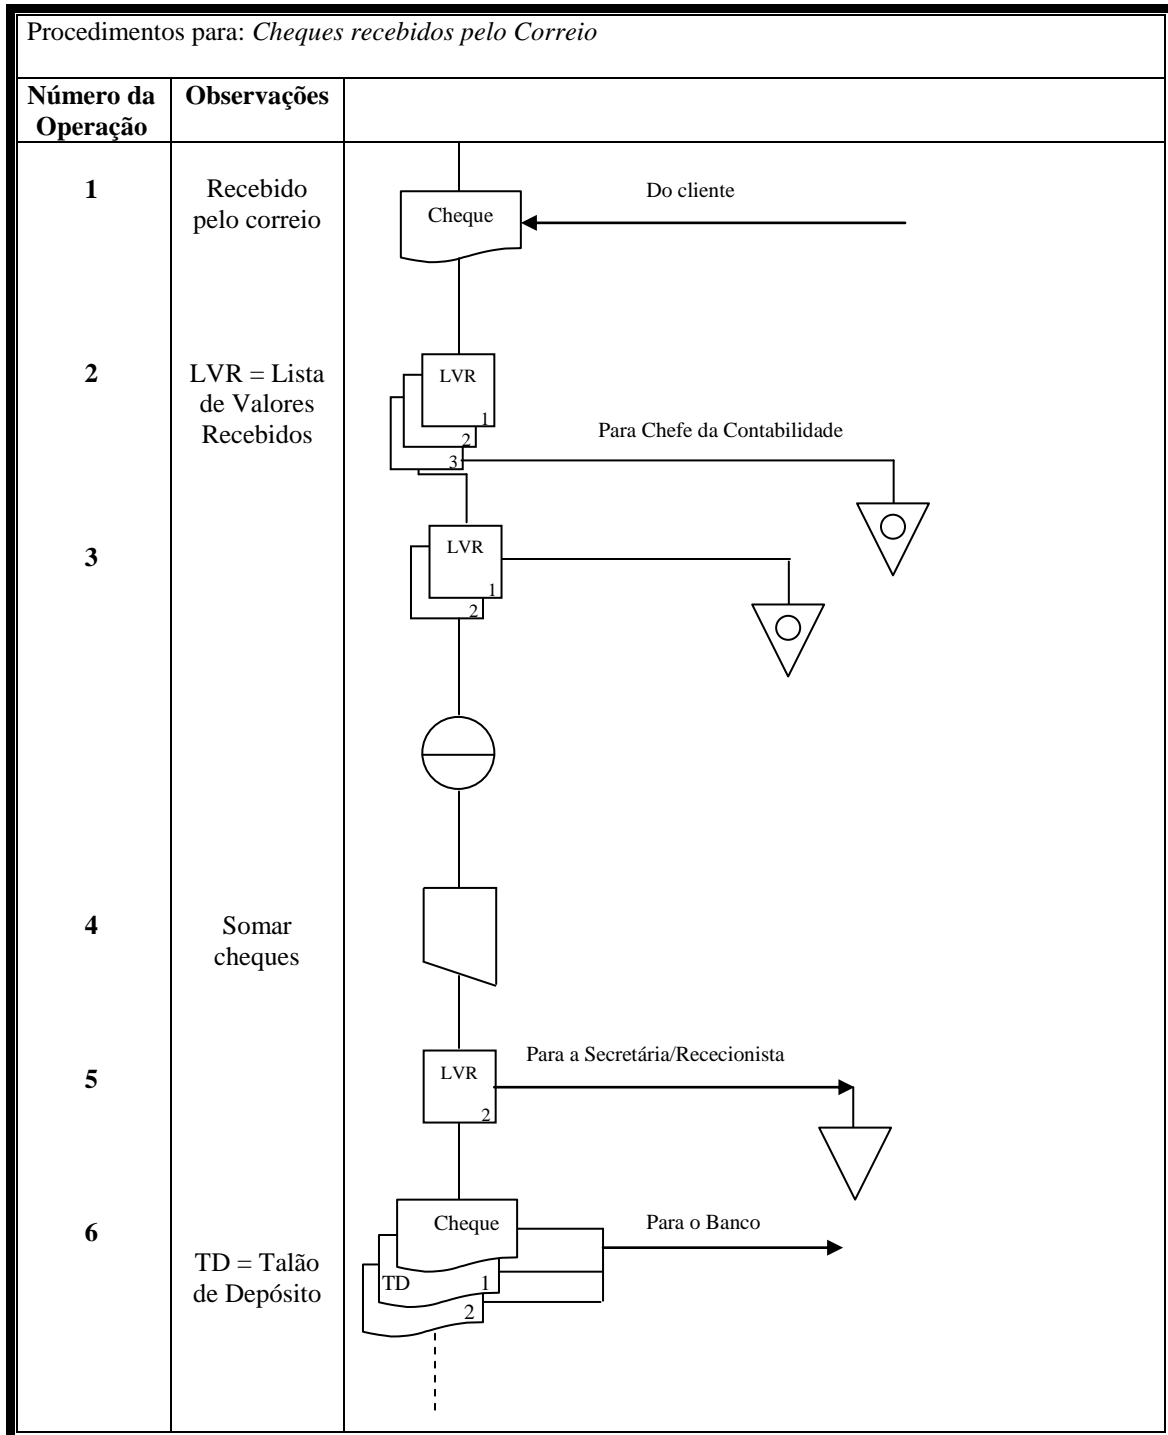 Procedimentos para: Cheques recebidos pelo Correio
Número da
Operação
Observações
1
Recebido
pelo correio
Cheque
Do cliente
2
LVR = Lista
de Valores
Recebidos
LVR
1
2
3
Para Chefe da Contabilidade
3
LVR
1
2
4
Somar
cheques
5
LVR
2
Para a Secretária/Rececionista
6
TD = Talão
de Depósito
Cheque
TD
1
2
Para o Banco